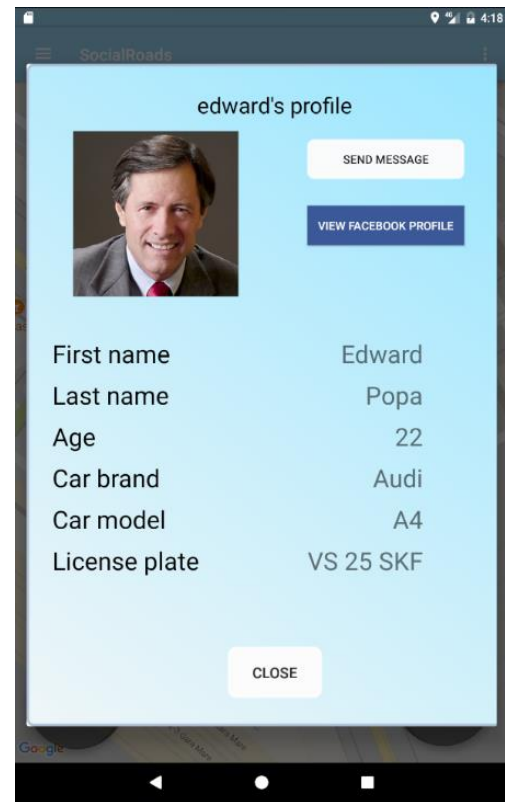 4:18
SocialRoads
edward's profile
SEND MESSAGE
VIEW FACEBOOK PROFILE
First name Edward
Last name Popa
Age 22
Car brand Audi
Car model A4
License plate VS 25 SKF
CLOSE
Google